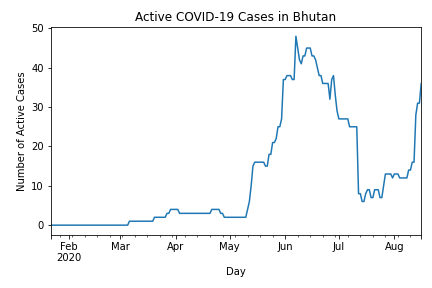 Active COVID-19 Cases in Bhutan
50
40
30
20
10
0
Number of Active Cases
Feb Mar Apr May Jun Jul Aug
2020
Day